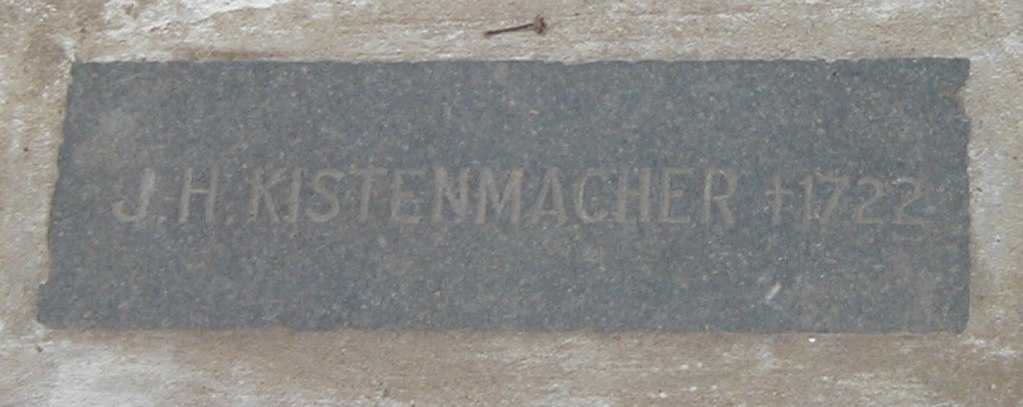 J.H. KISTENMACHER †1722